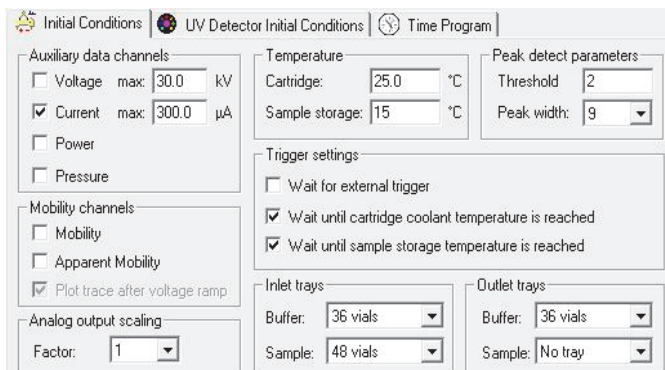 Initial Conditions UV Detector Initial Conditions Time Program
Auxiliary data channels
Voltage max: 30.0 kV
Current max: 300.0 µA
Power
Pressure
Mobility channels
Mobility
Apparent Mobility
Plot trace after voltage ramp
Analog output scaling
Factor: 1
Temperature
Cartridge: 25.0 °C
Sample storage: 15 °C
Peak detect parameters
Threshold 2
Peak width: 9
Trigger settings
Wait for external trigger
Wait until cartridge coolant temperature is reached
Wait until sample storage temperature is reached
Inlet trays
Buffer: 36 vials
Sample: 48 vials
Outlet trays
Buffer: 36 vials
Sample: No tray